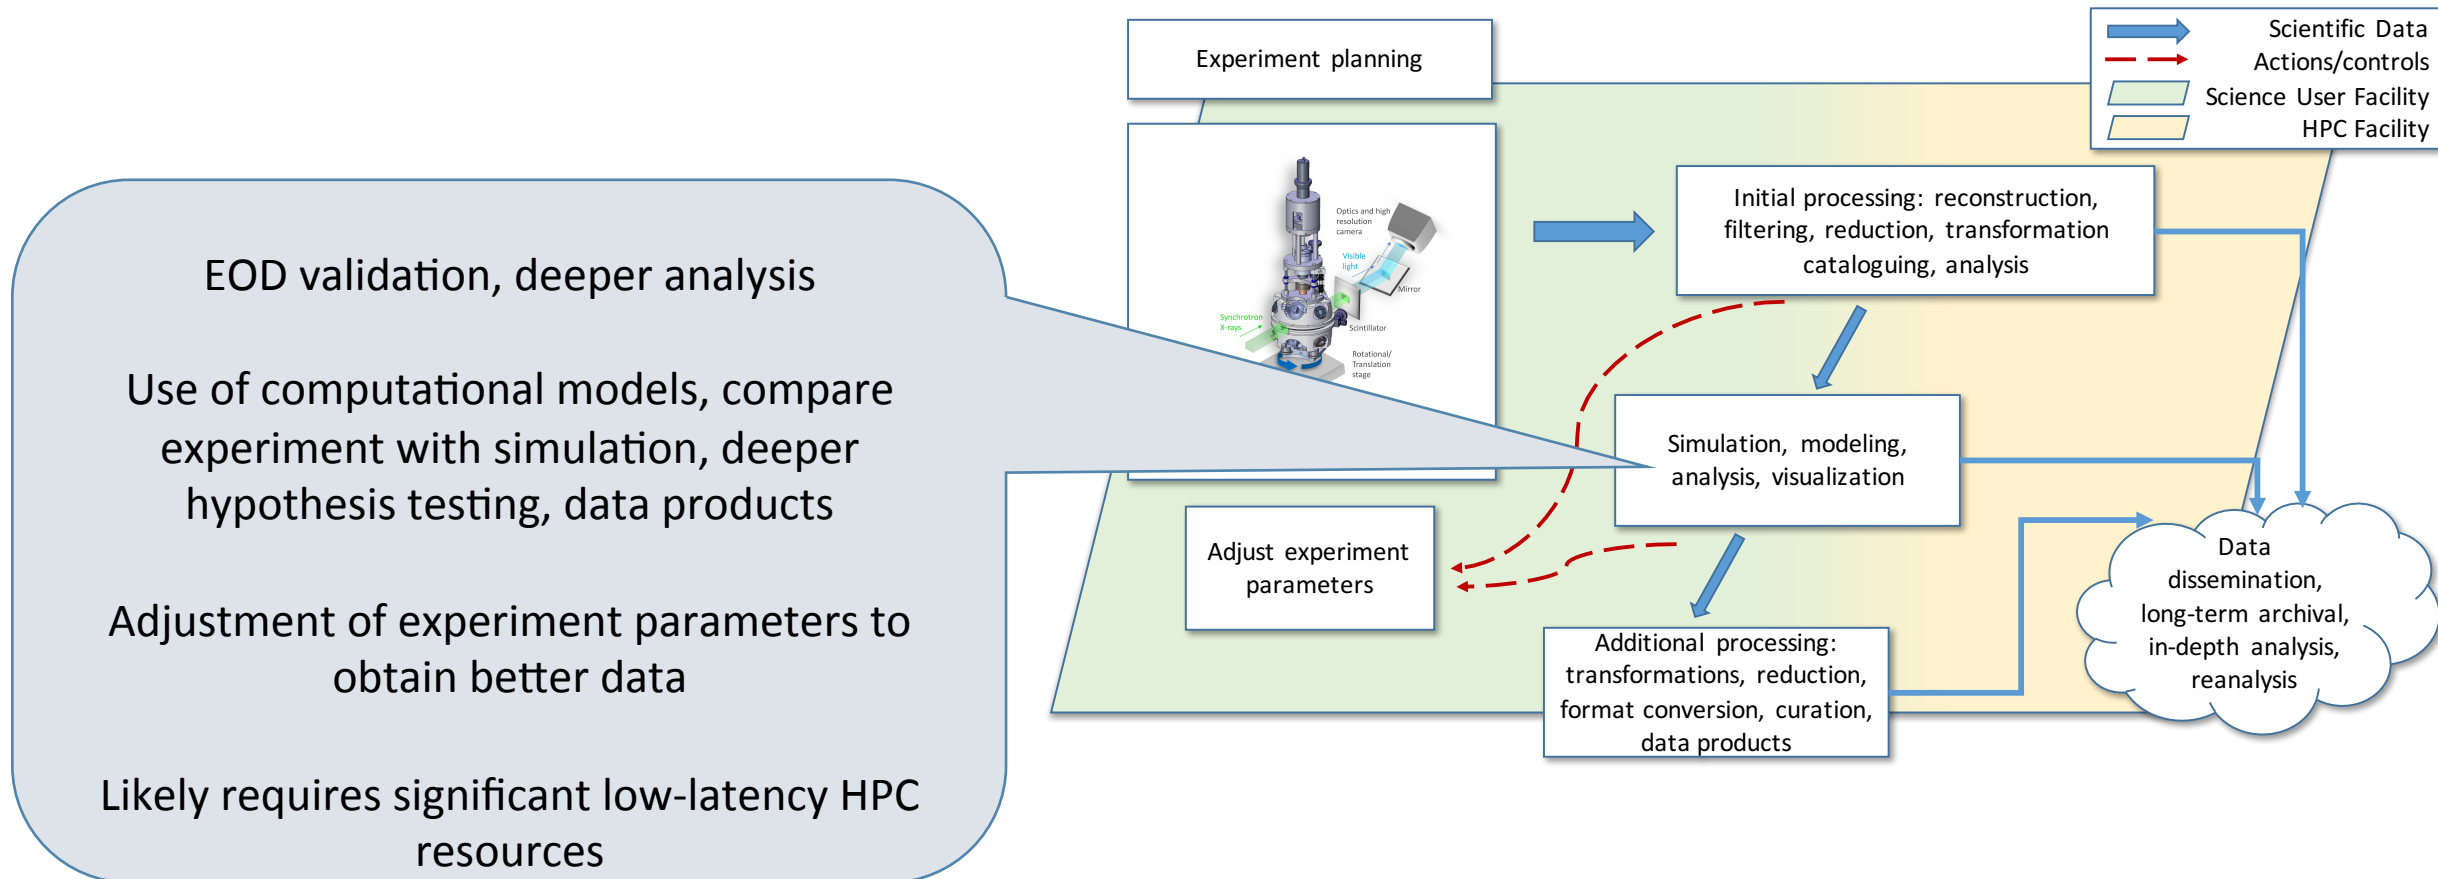 EOD validation, deeper analysis
Use of computational models, compare
experiment with simulation, deeper
hypothesis testing, data products
Adjustment of experiment parameters to
obtain better data
Likely requires significant low-latency HPC
resources
Experiment planning
Optics and high
resolution
camera
Visible
light
Mirror
Synchrotron
X-rays
Scintillator
Rotational/
Translation
stage
Adjust experiment
parameters
Initial processing: reconstruction,
filtering, reduction, transformation
cataloguing, analysis
Simulation, modeling,
analysis, visualization
Additional processing:
transformations, reduction,
format conversion, curation,
data products
Scientific Data
Actions/controls
Science User Facility
HPC Facility
Data
dissemination,
long-term archival,
in-depth analysis,
reanalysis